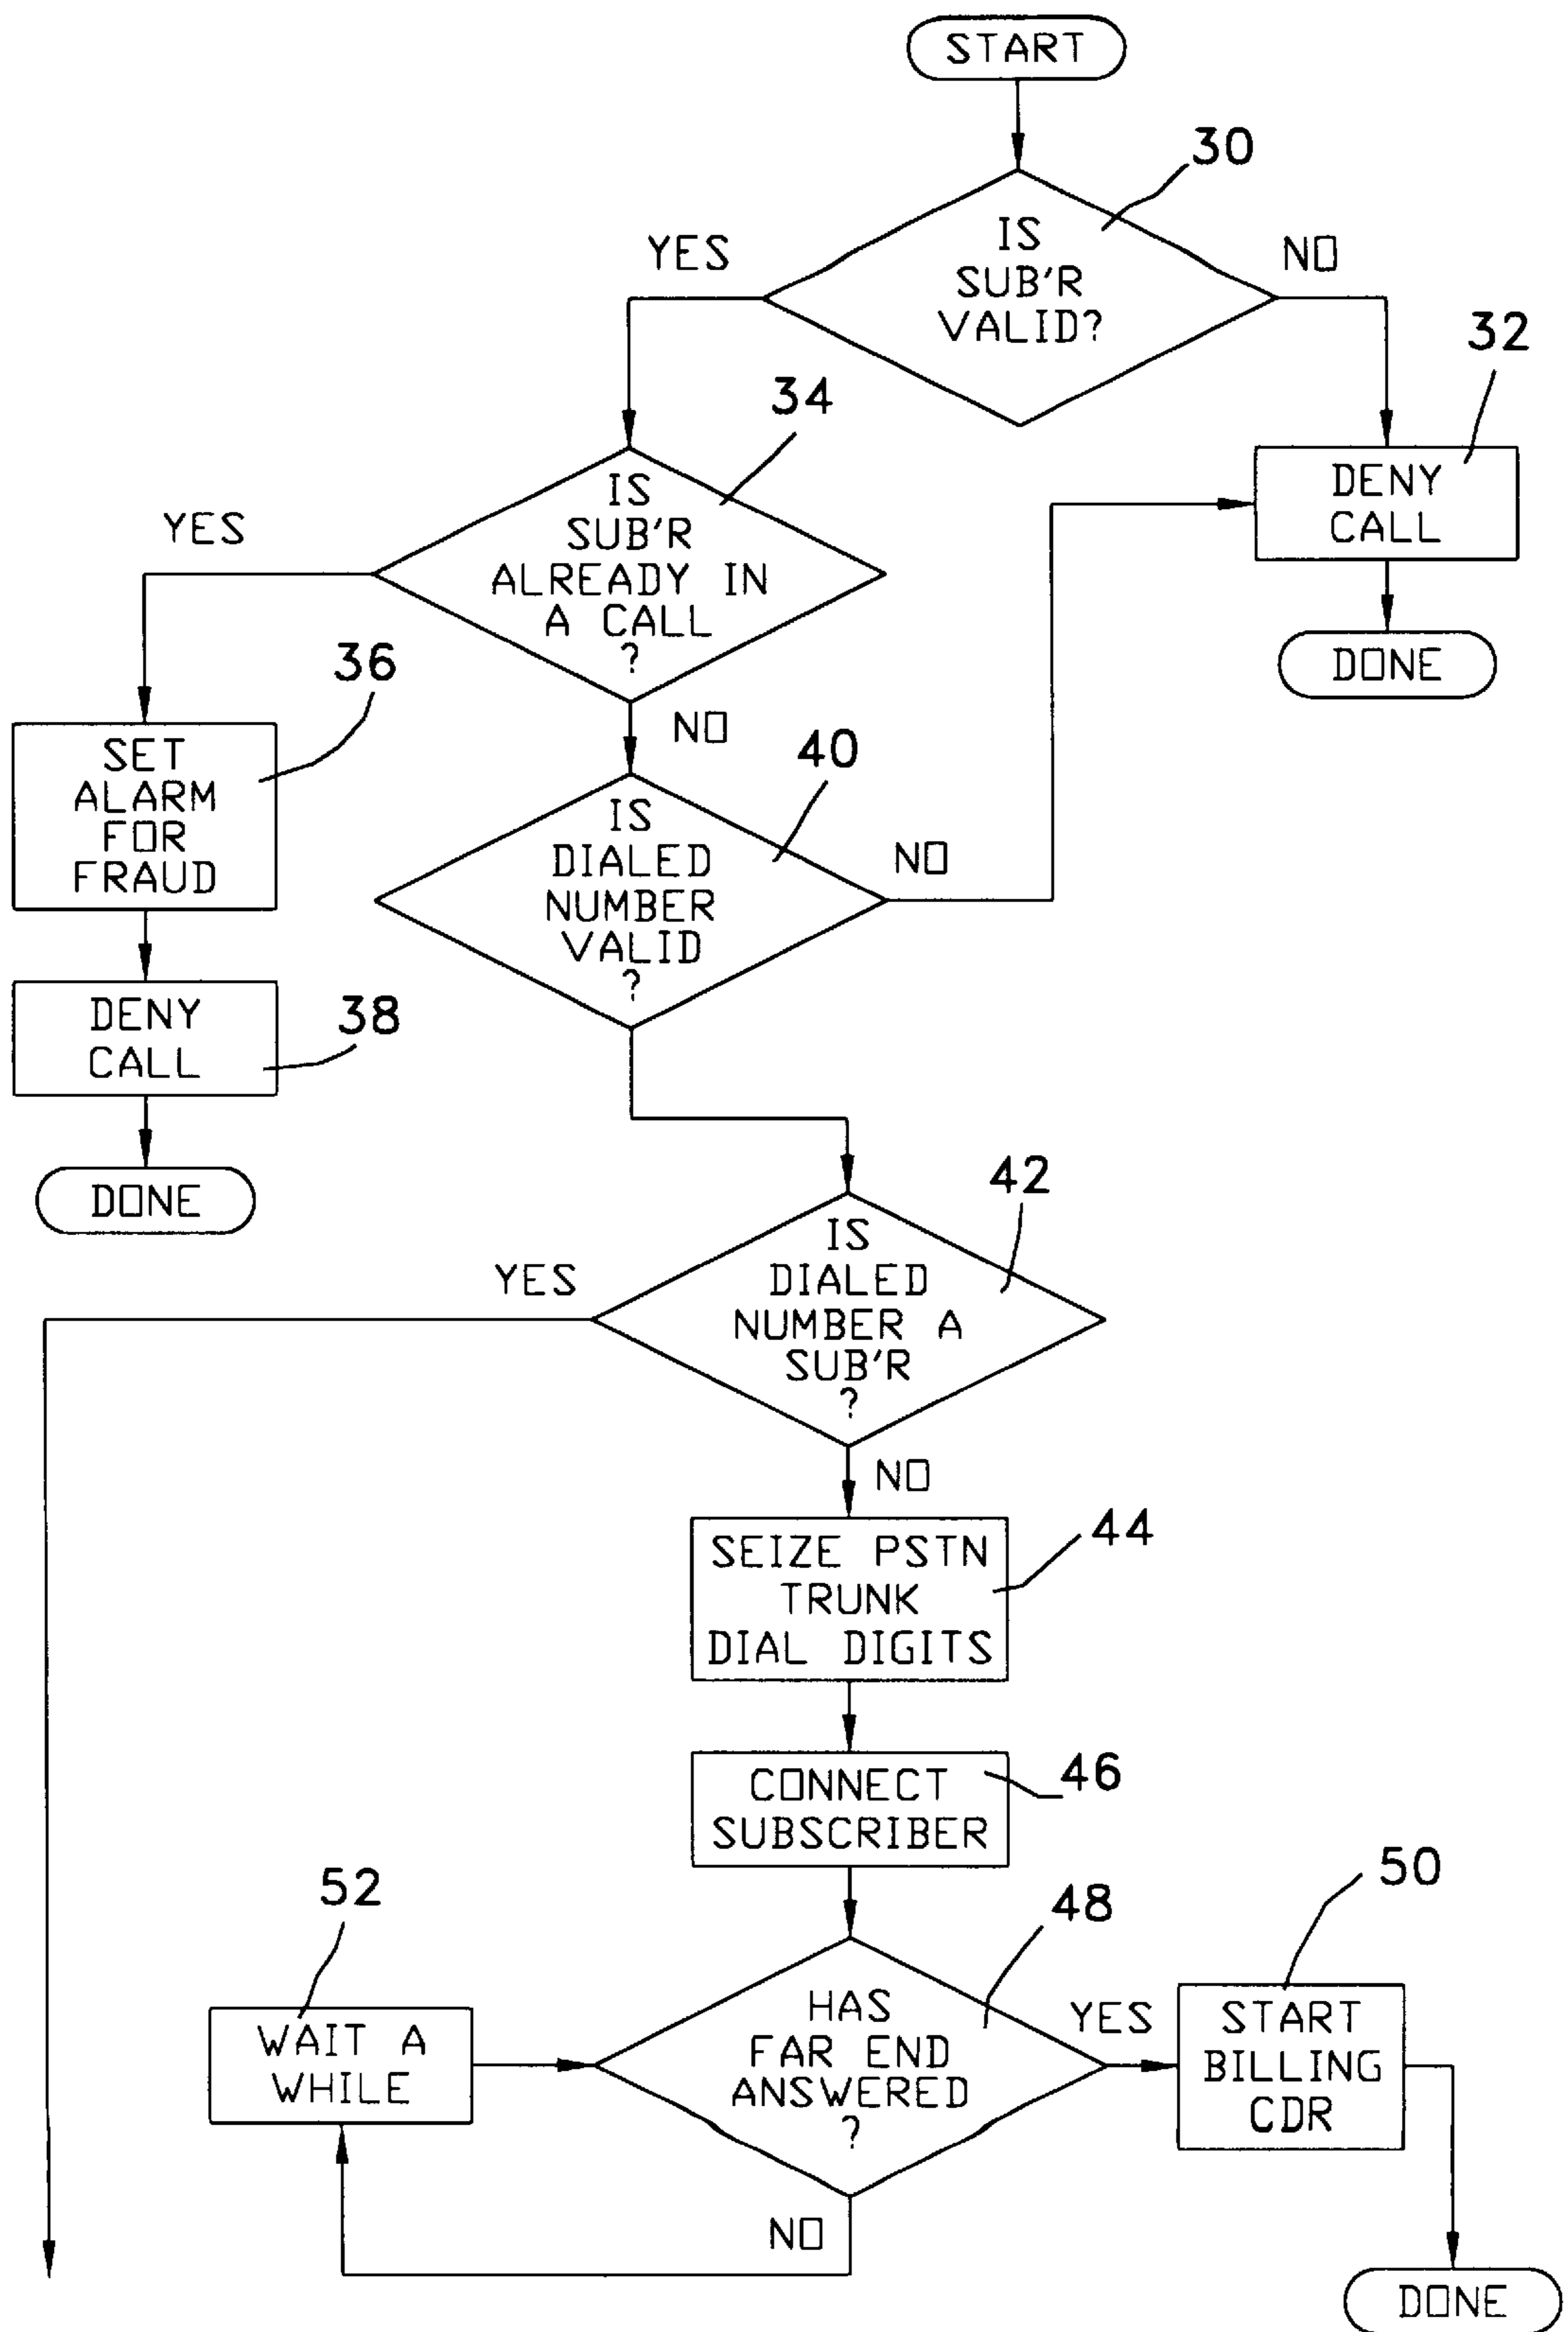 START
30
IS
SUB'R
VALID?
YES
NO
32
DENY
CALL
DONE
34
IS
SUB'R
ALREADY IN
A CALL
?
YES
NO
36
SET
ALARM
FOR
FRAUD
38
DENY
CALL
DONE
40
IS
DIALED
NUMBER
VALID
?
NO
42
IS
DIALED
NUMBER A
SUB'R
?
YES
NO
44
SEIZE PSTN
TRUNK
DIAL DIGITS
46
CONNECT
SUBSCRIBER
48
HAS
FAR END
ANSWERED
?
YES
NO
50
START
BILLING
CDR
52
WAIT A
WHILE
DONE